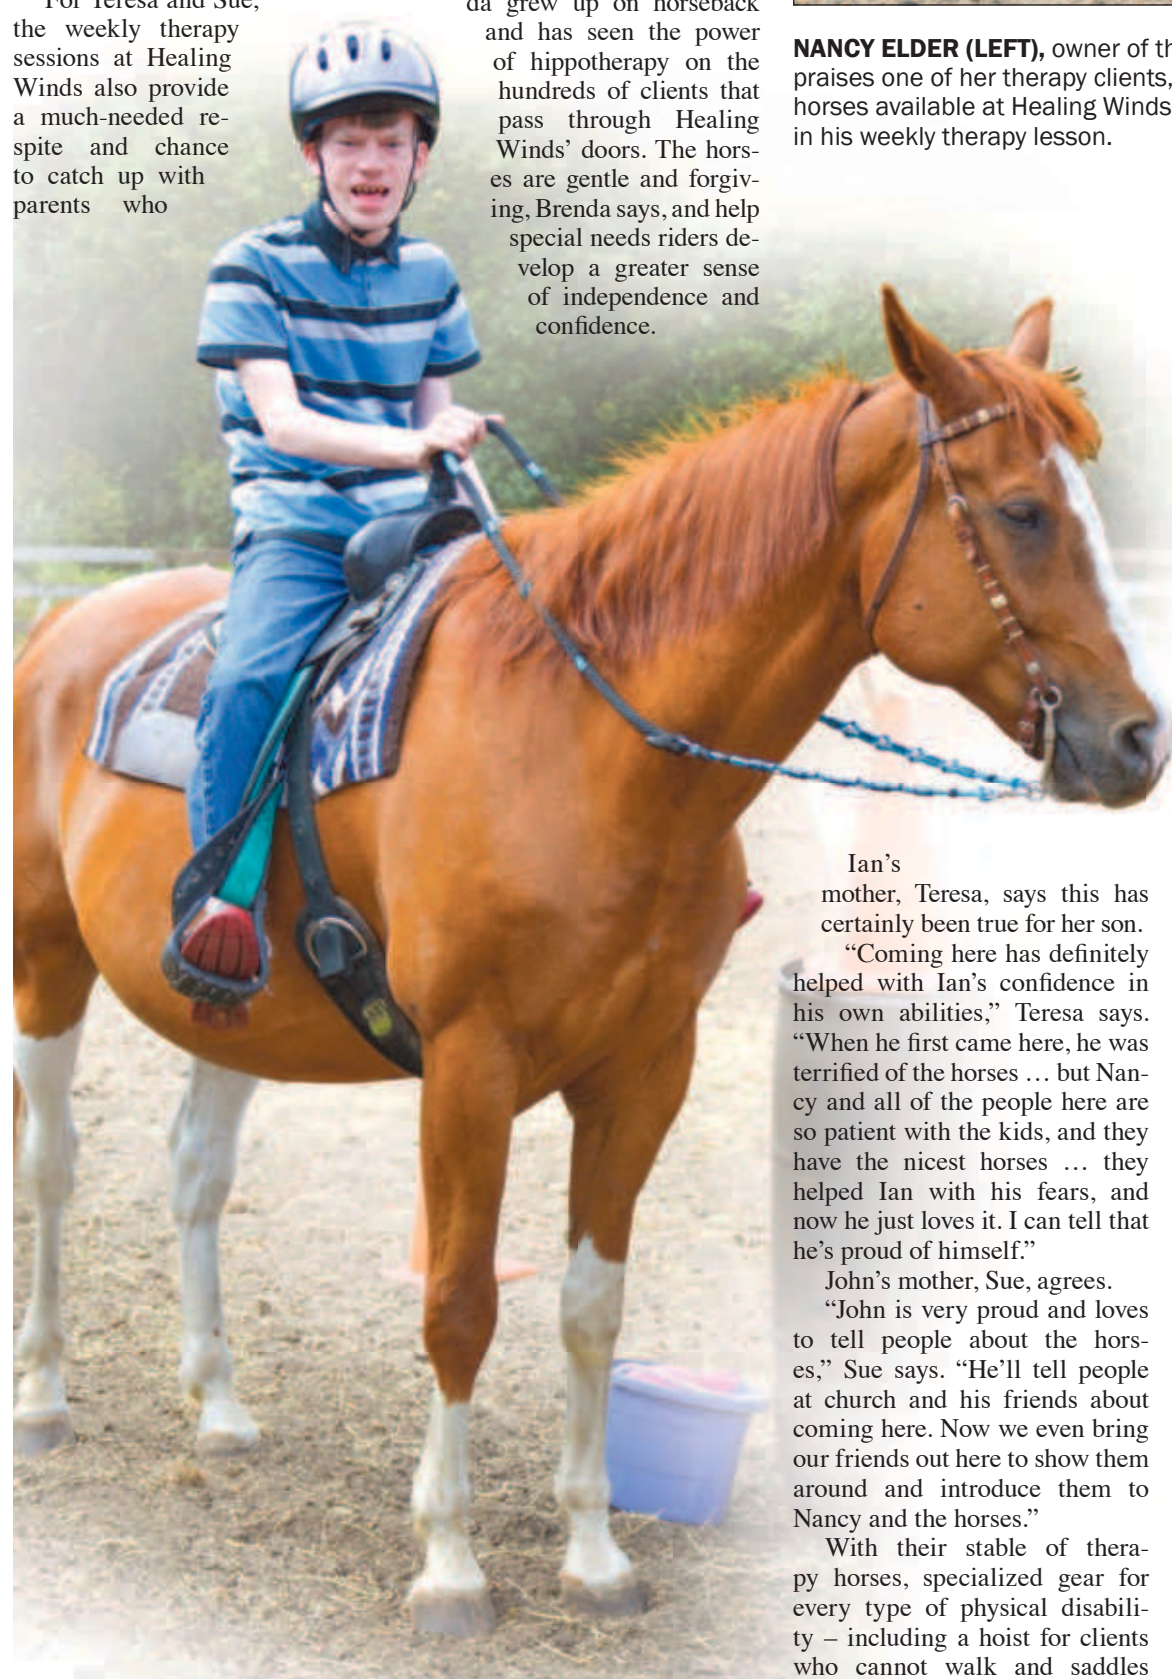 For Teresa and Sue,
the weekly therapy
sessions at Healing
Winds also provide
a much-needed re-
spite and chance
to catch up with
parents who
da grew up on horseback
and has seen the power
of hippotherapy on the
hundreds of clients that
pass through Healing
Winds’ doors. The hors-
es are gentle and forgiv-
ing, Brenda says, and help
special needs riders de-
velop a greater sense
of independence and
confidence.
NANCY ELDER (LEFT), owner of th
praises one of her therapy clients,
horses available at Healing Winds
in his weekly therapy lesson.
Ian’s
mother, Teresa, says this has
certainly been true for her son.
“Coming here has definitely
helped with Ian’s confidence in
his own abilities,” Teresa says.
“When he first came here, he was
terrified of the horses … but Nan-
cy and all of the people here are
so patient with the kids, and they
have the nicest horses … they
helped Ian with his fears, and
now he just loves it. I can tell that
he’s proud of himself.”
John’s mother, Sue, agrees.
“John is very proud and loves
to tell people about the hors-
es,” Sue says. “He’ll tell people
at church and his friends about
coming here. Now we even bring
our friends out here to show them
around and introduce them to
Nancy and the horses.”
With their stable of thera-
py horses, specialized gear for
every type of physical disabili-
ty – including a hoist for clients
who cannot walk and saddles